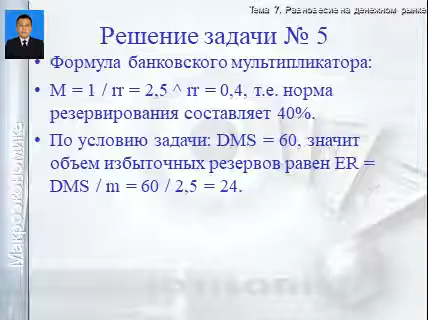 Тема 7. Равновесие на денежном рынке
Решение задачи № 5
• Формула банковского мультипликатора:
• M = 1 / rr = 2,5 ^ rr = 0,4, т.е. норма
резервирования составляет 40%.
• По условию задачи: DMS = 60, значит
объем избыточных резервов равен ER =
DMS / m = 60 / 2,5 = 24.
Макроэкономика